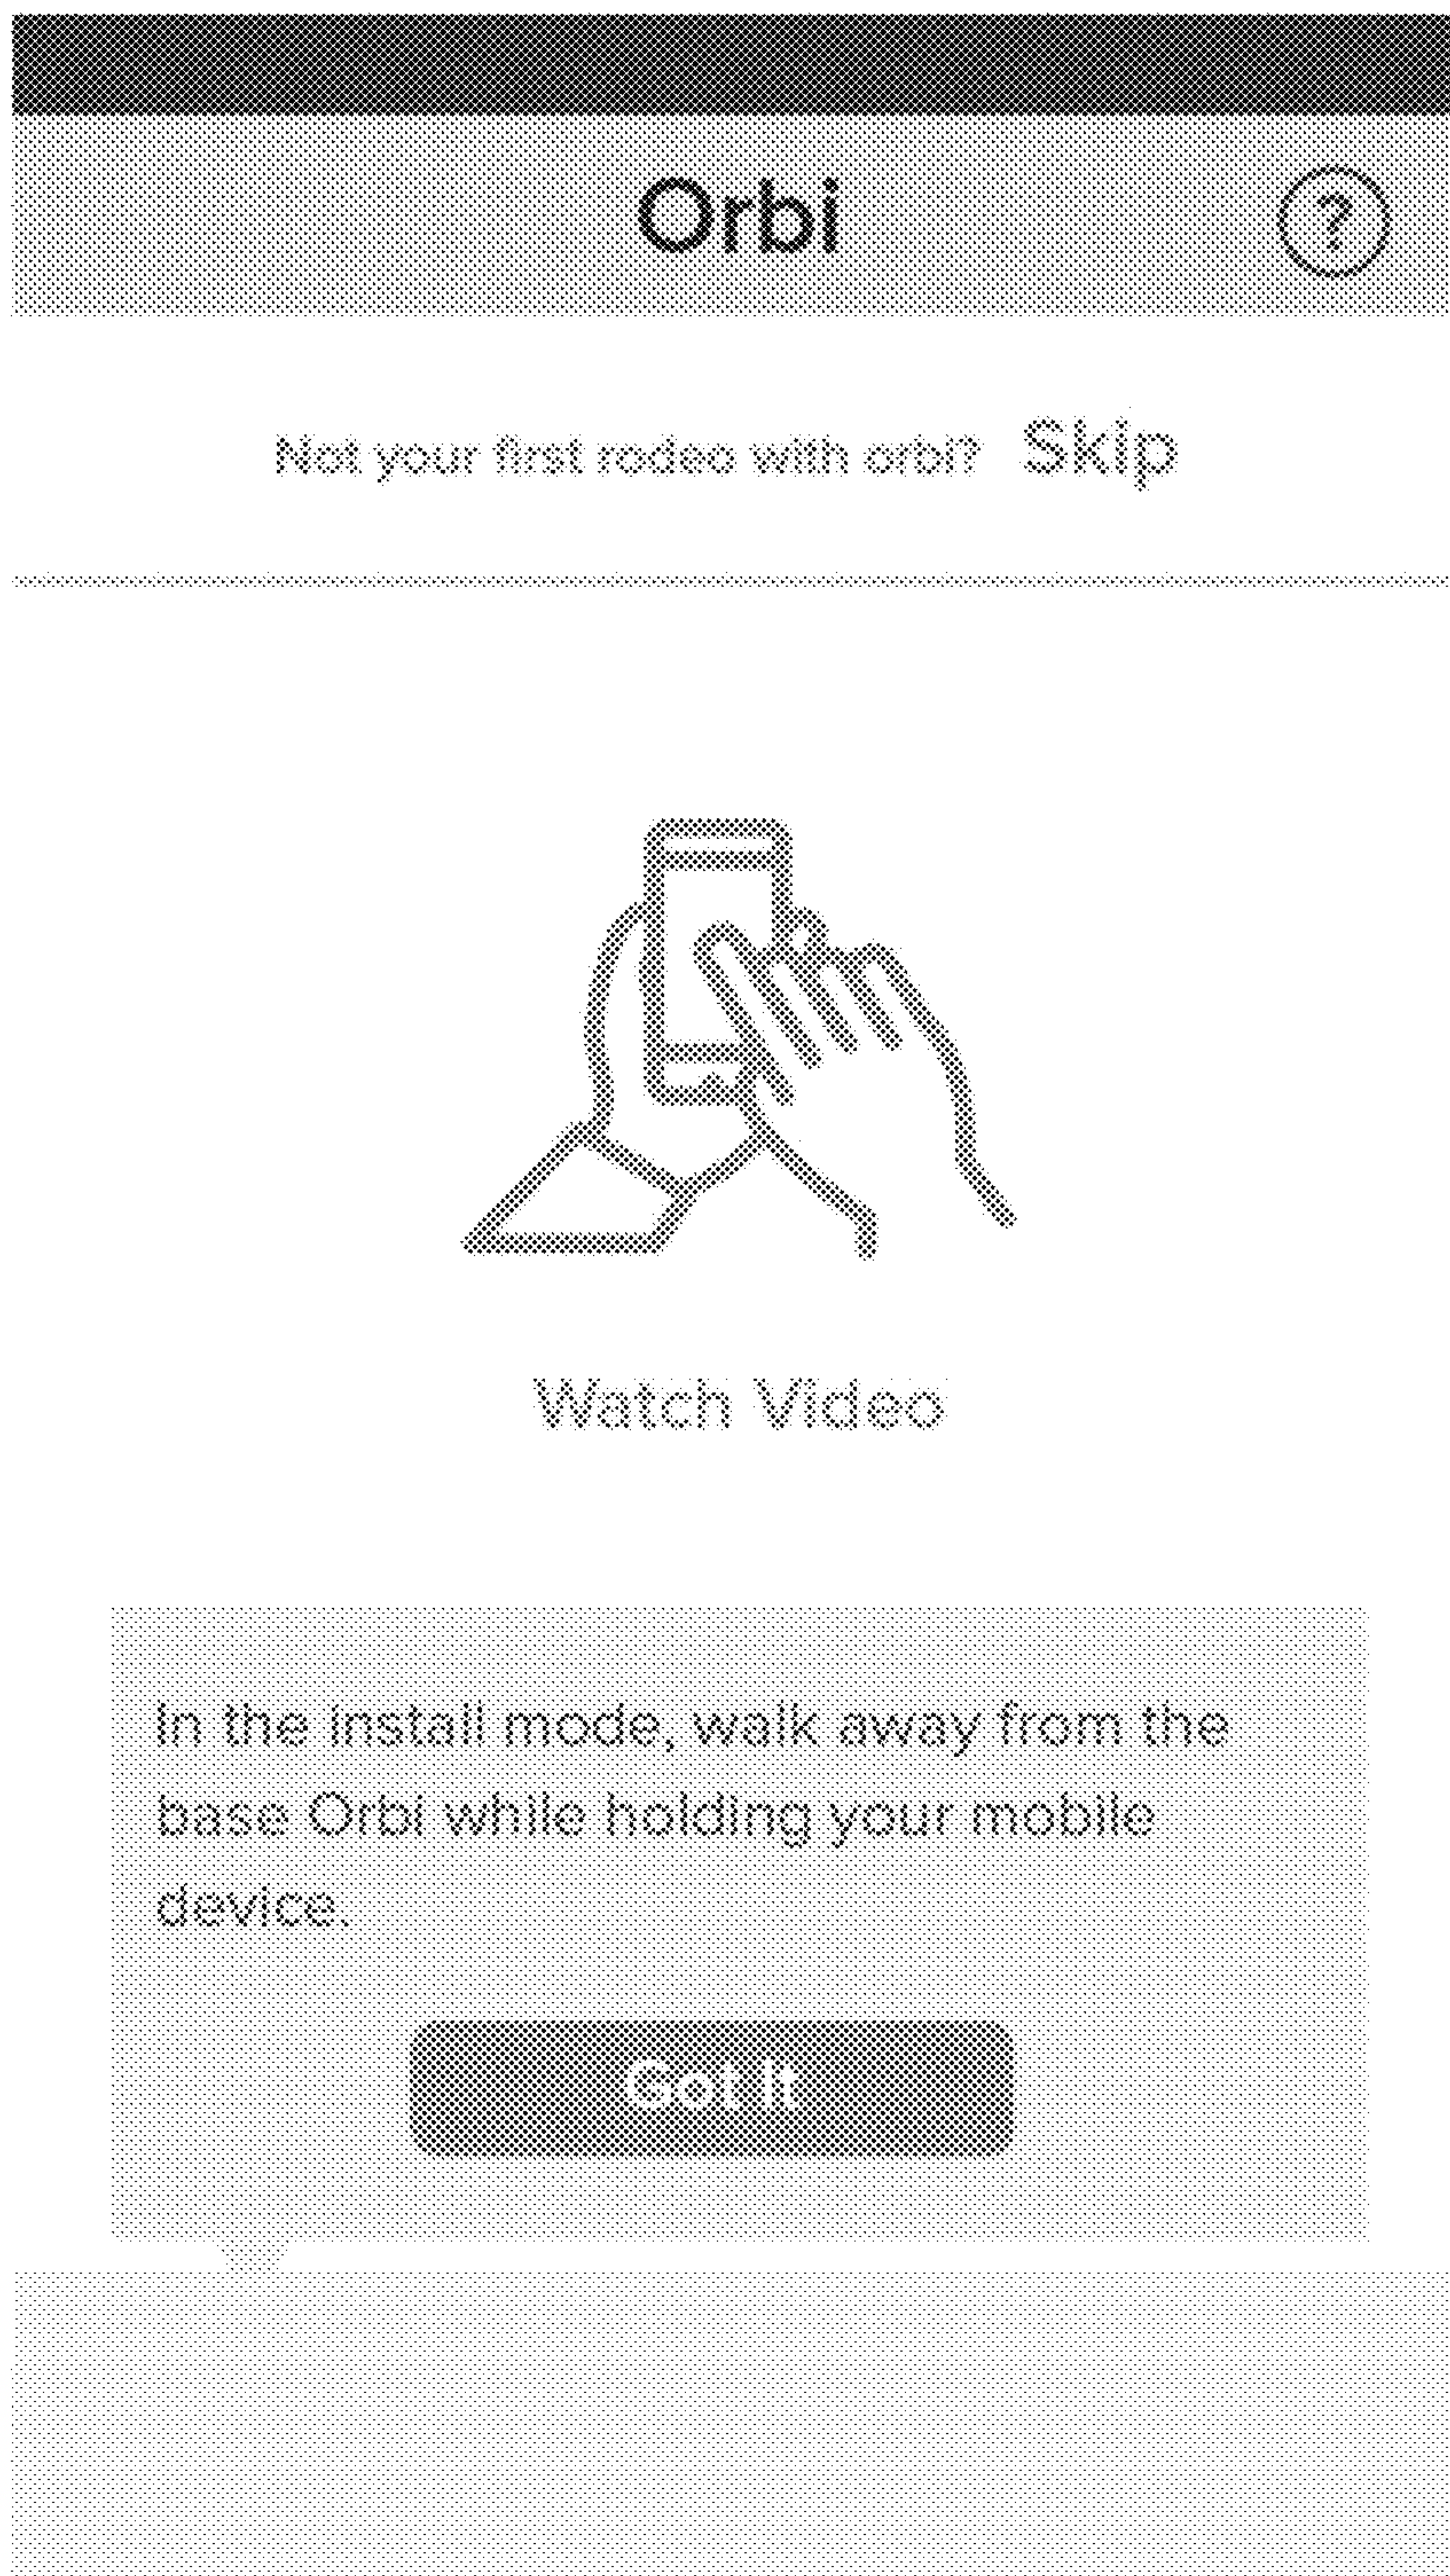 Orbi
?
Not your first rodeo with orbi? Skip
Watch Video
In the install mode, walk away from the
base Orbi while holding your mobile
device.
Got It